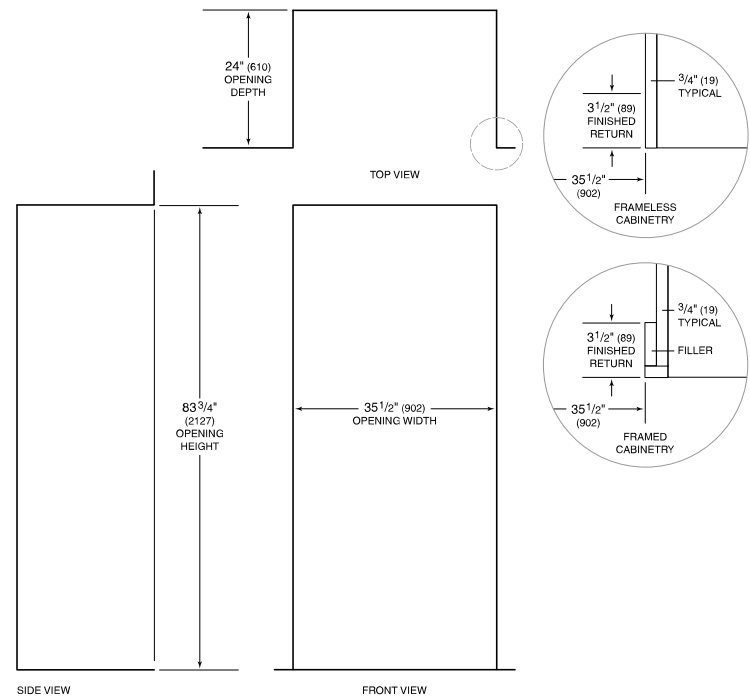 24" (610)
OPENING
DEPTH
TOP VIEW
3/4" (19)
TYPICAL
31/2" (89)
FINISHED
RETURN
351/2"
(902)
FRAMELESS
CABINETRY
3/4" (19)
TYPICAL
31/2" (89)
FINISHED
RETURN
FILLER
351/2"
(902)
FRAMED
CABINETRY
833/4"
(2127)
OPENING
HEIGHT
351/2" (902)
OPENING WIDTH
SIDE VIEW
FRONT VIEW